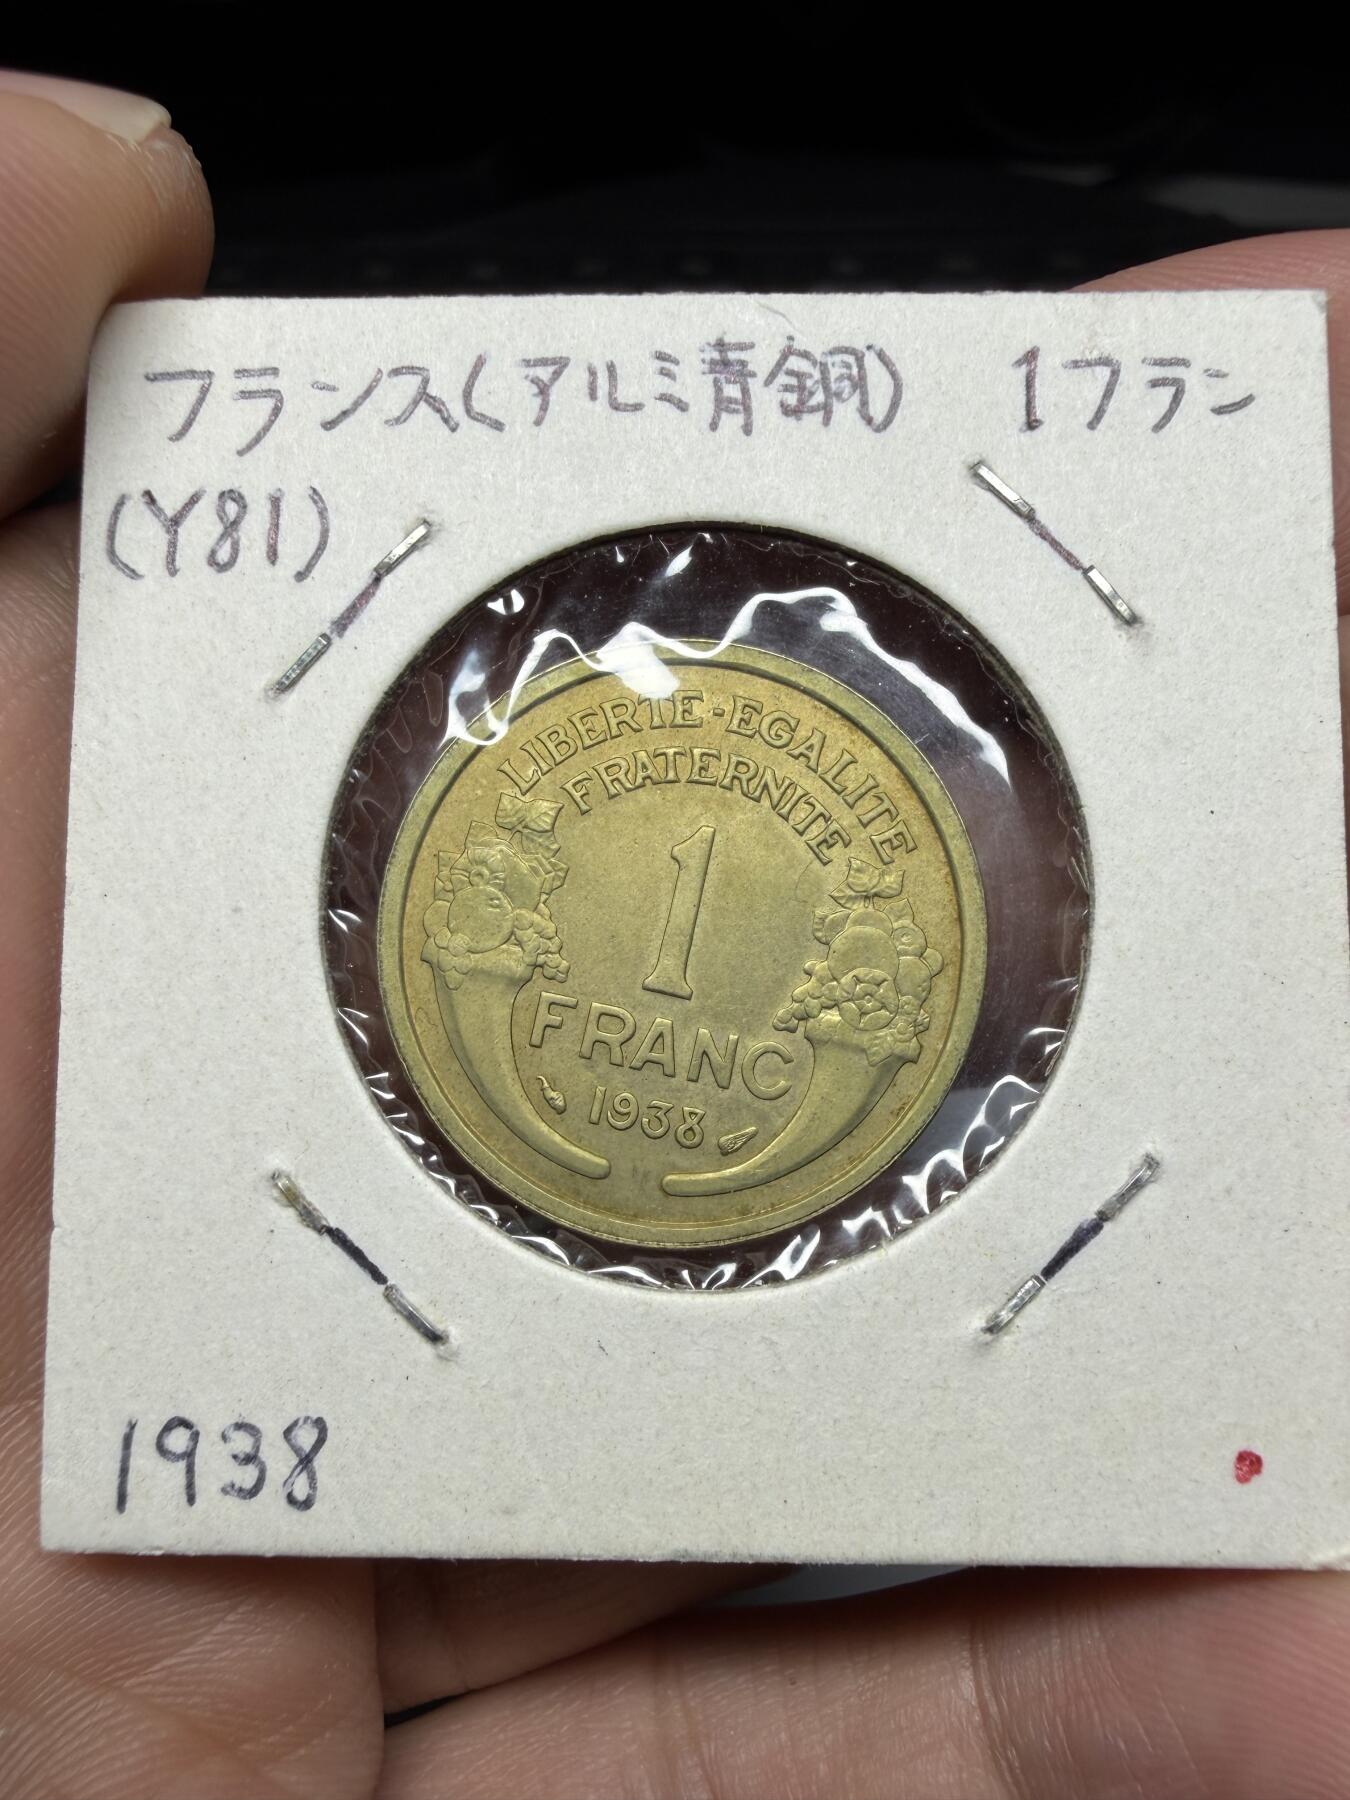 フランス(アルミ青銅) 1フラン
(Y81)
LIBERTE·EGALITE
FRATERNITE
1
FRANC
1938
1938